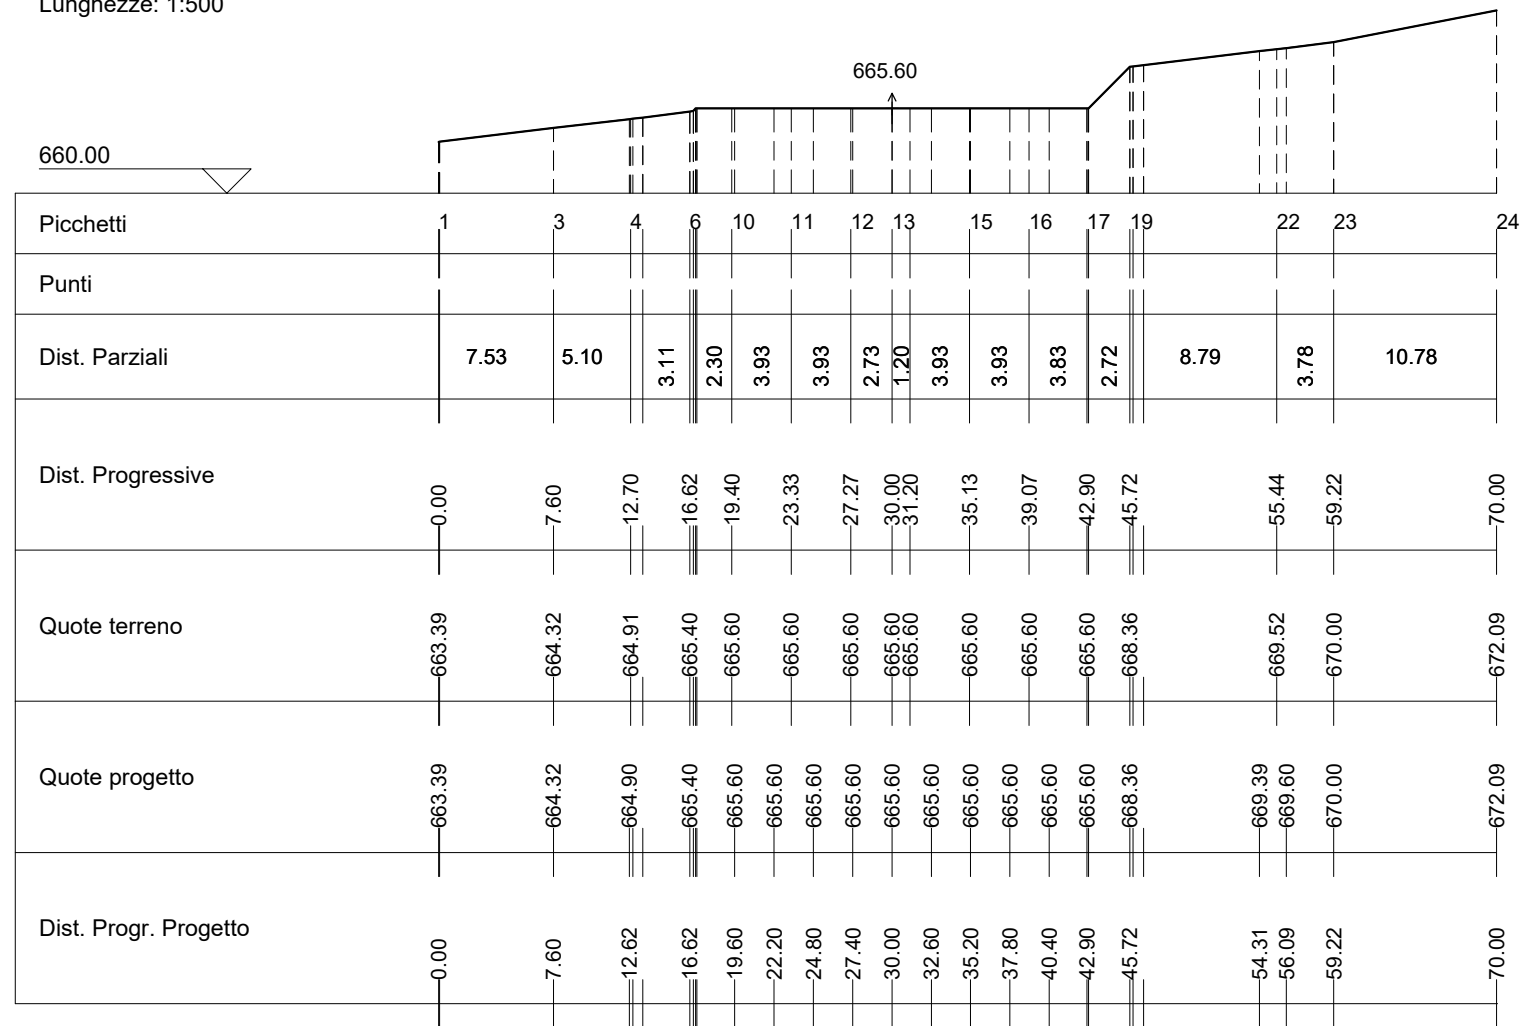 Lunghezze: 1:500
665.60
660.00
Picchetti 1 3 4 6 10 11 12 13 15 16 17 19 22 23 24
Punti
Dist. Parziali 7.53 5.10 3.11 2.30 3.93 3.93 2.73 1.20 3.93 3.93 3.83 2.72 8.79 3.78 10.78
Dist. Progressive 0.00 7.60 12.70 16.62 19.40 23.33 27.27 30.00 31.20 35.13 39.07 42.90 45.72 55.44 59.22 70.00
Quote terreno 663.39 664.32 664.91 665.40 665.60 665.60 665.60 665.60 665.60 665.60 665.60 665.60 668.36 669.52 670.00 672.09
Quote progetto 663.39 664.32 664.90 665.40 665.60 665.60 665.60 665.60 665.60 665.60 665.60 665.60 665.60 665.60 668.36 669.39 669.60 670.00 672.09
Dist. Progr. Progetto 0.00 7.60 12.62 16.62 19.60 22.20 24.80 27.40 30.00 32.60 35.20 37.80 40.40 42.90 45.72 54.31 56.09 59.22 70.00